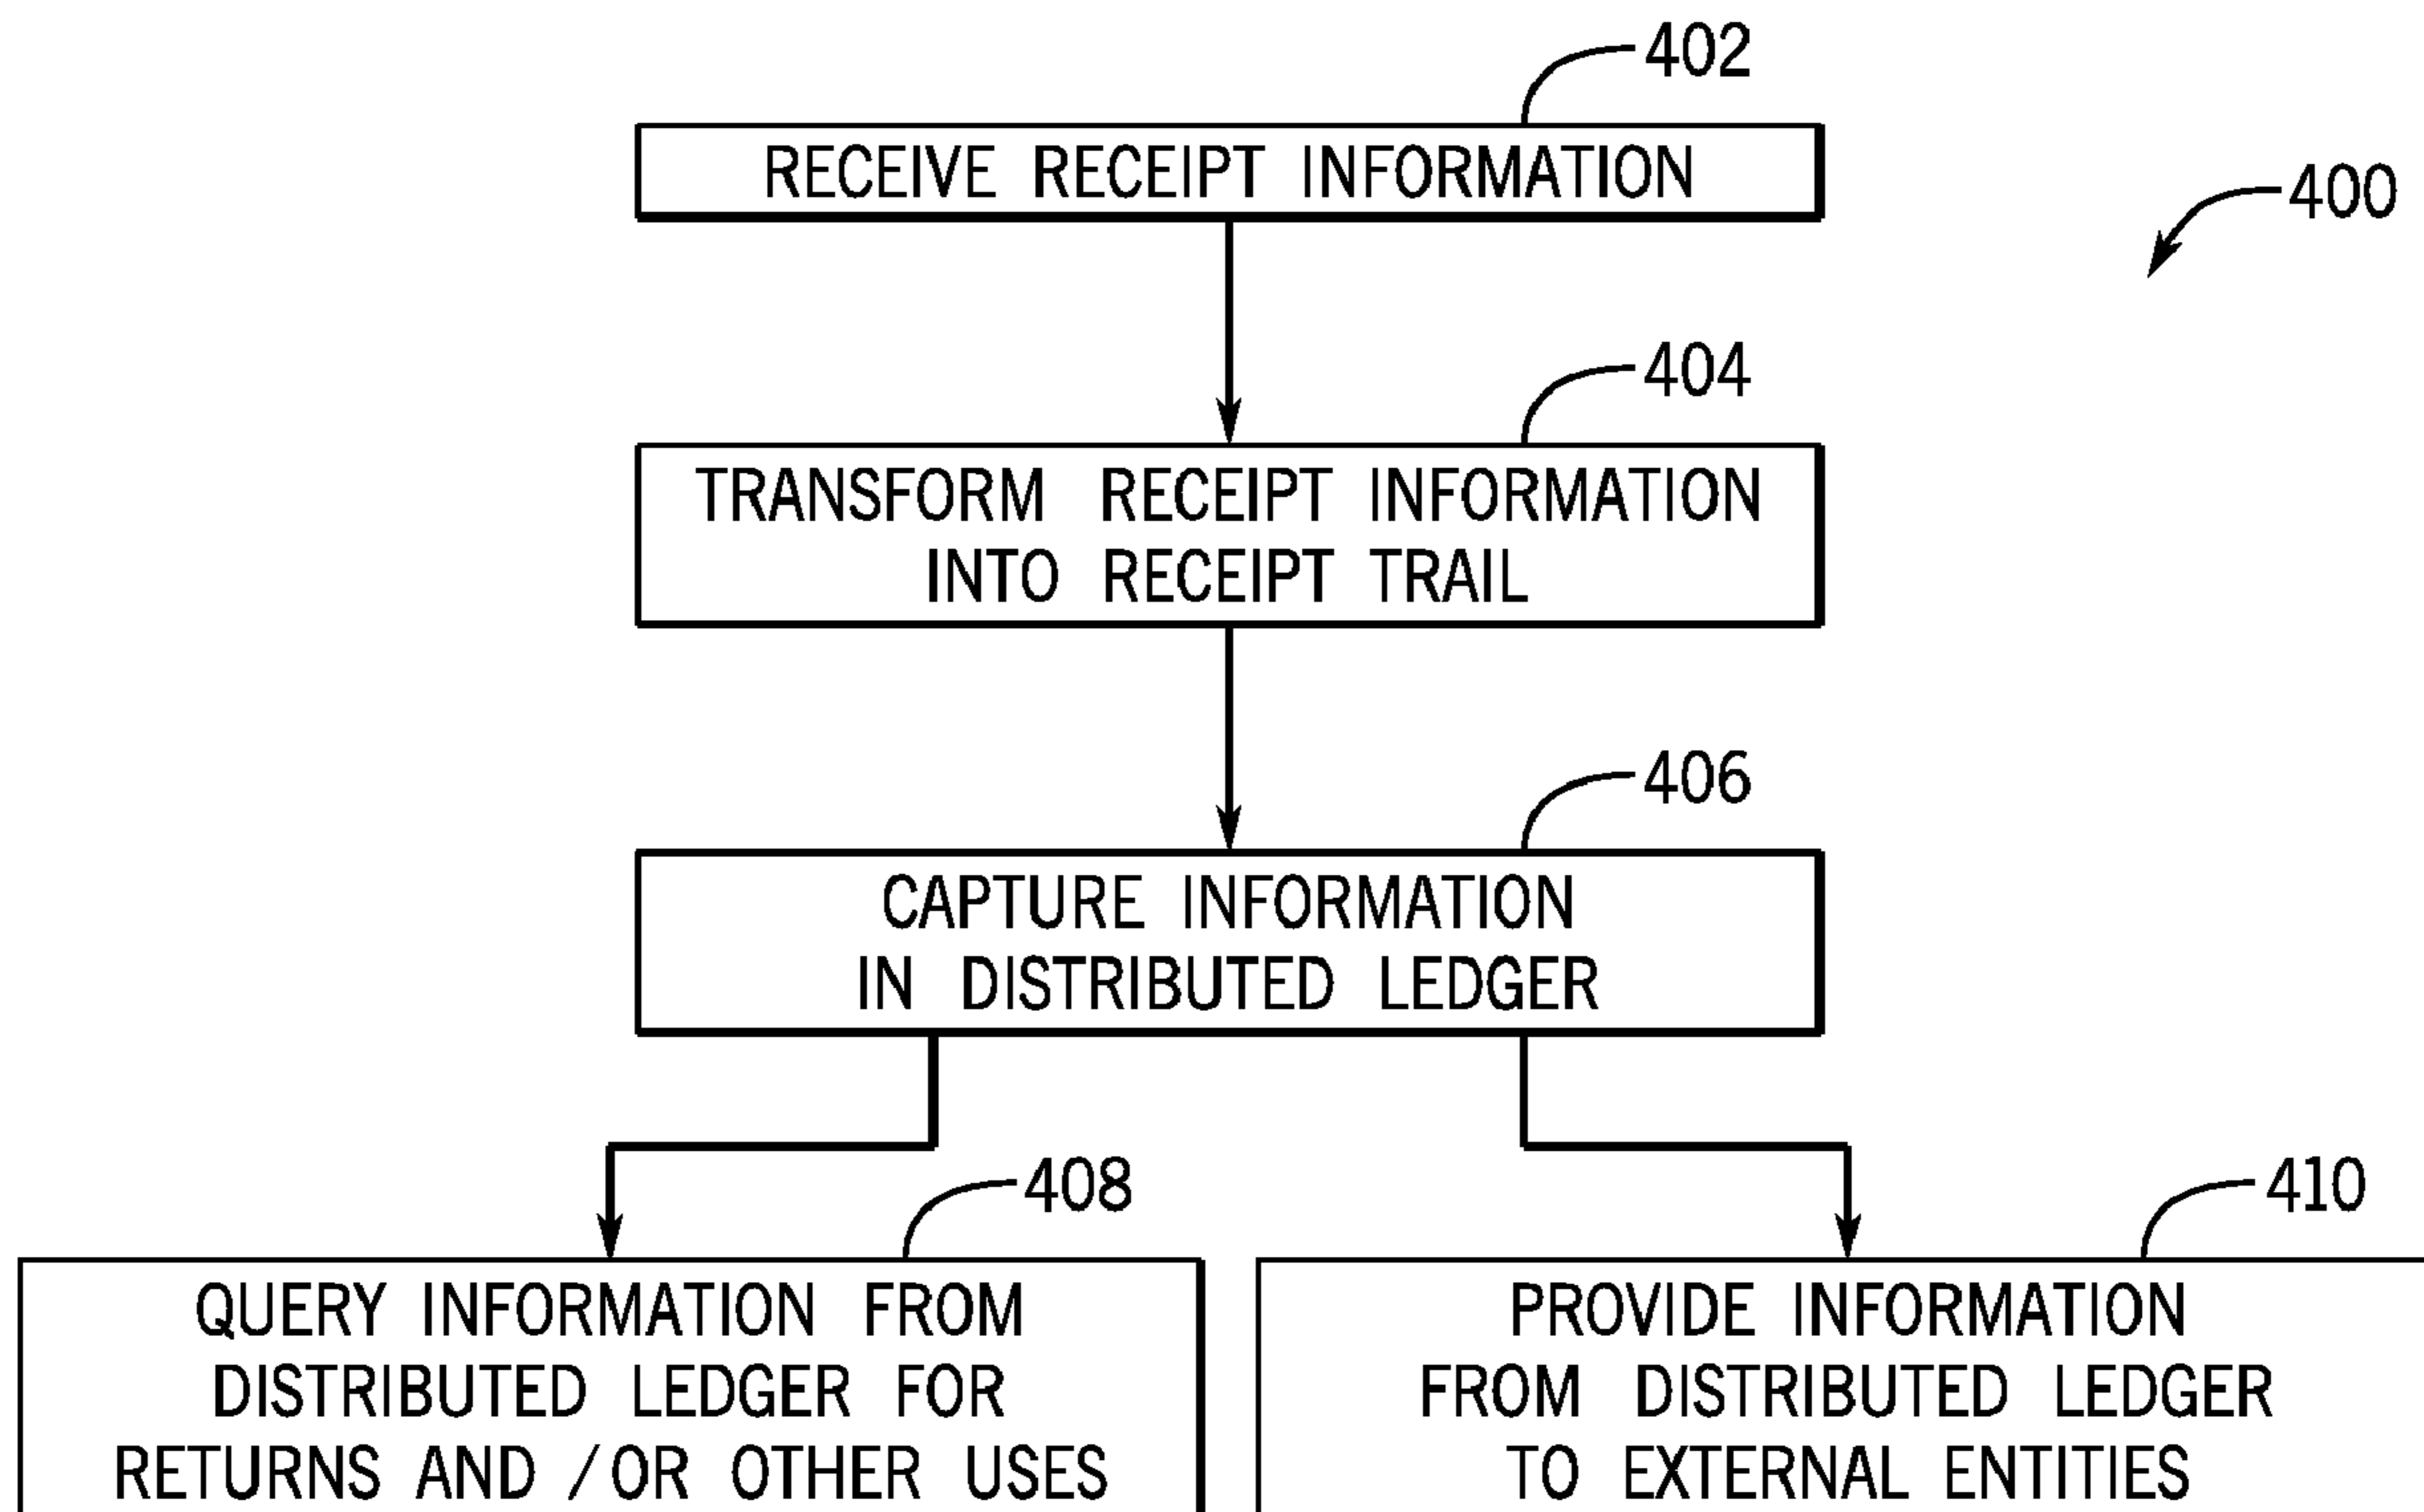 402
RECEIVE RECEIPT INFORMATION
400
404
TRANSFORM RECEIPT INFORMATION
INTO RECEIPT TRAIL
406
CAPTURE INFORMATION
IN DISTRIBUTED LEDGER
408
410
QUERY INFORMATION FROM
DISTRIBUTED LEDGER FOR
RETURNS AND /OR OTHER USES
PROVIDE INFORMATION
FROM DISTRIBUTED LEDGER
TO EXTERNAL ENTITIES